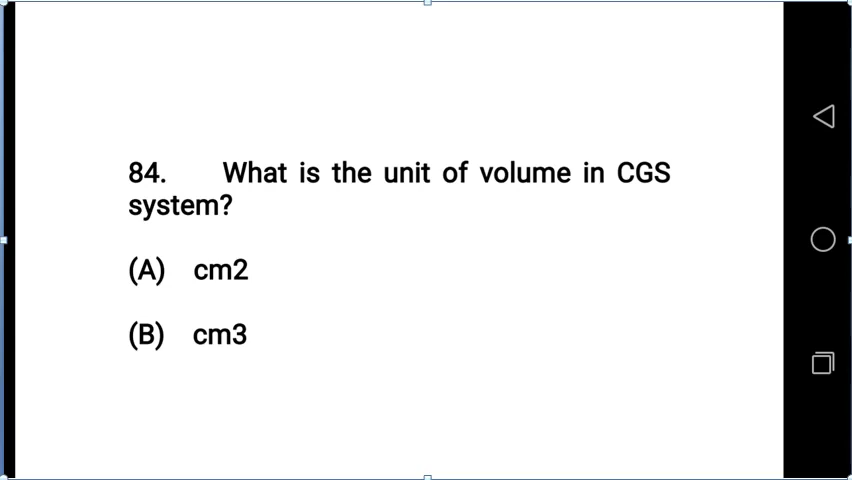 84. What is the unit of volume in CGS
system?
(A) cm2
(B) cm3